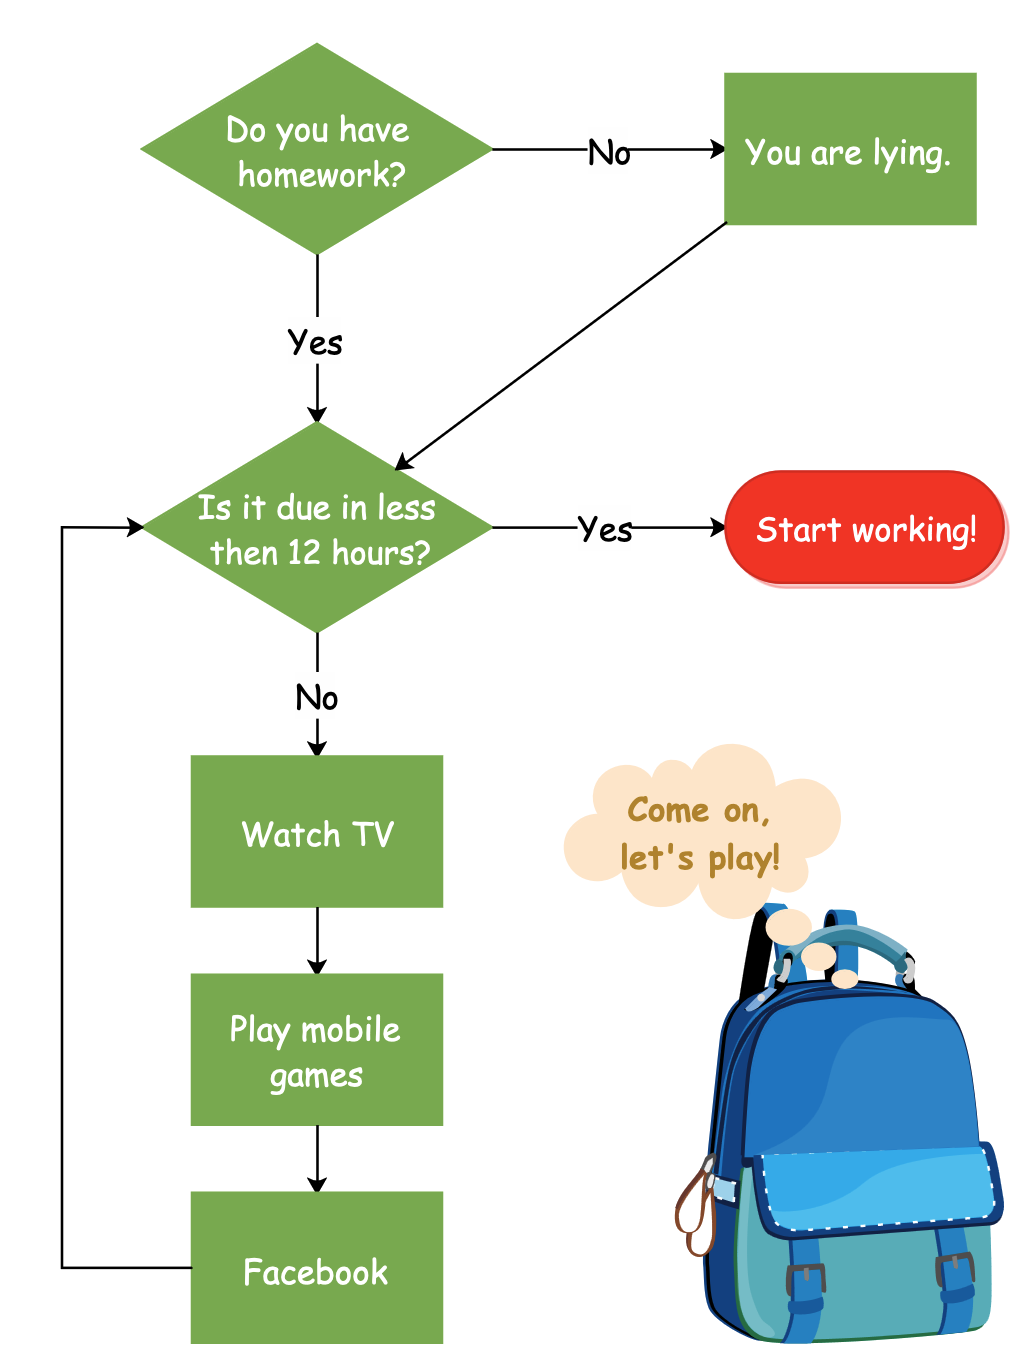 Do you have
homework?
No
You are lying.
Yes
Is it due in less
then 12 hours?
Yes
Start working!
No
Watch TV
Come on,
let's play!
Play mobile
games
Facebook